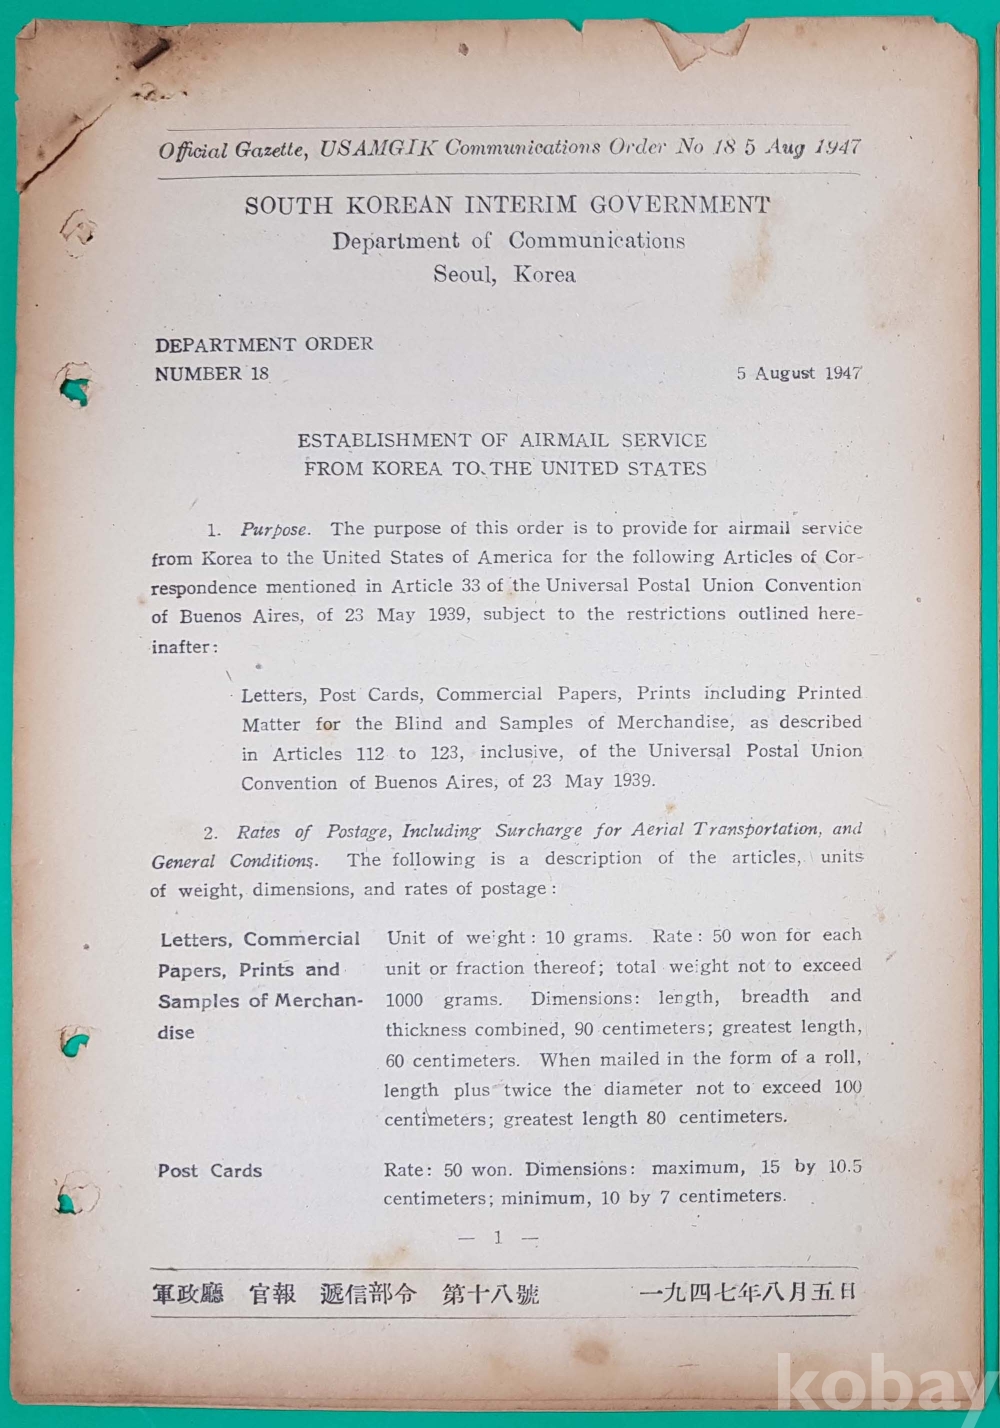 Official Gazette, USAMGIK Communications Order No 18 5 Aug 1947
SOUTH KOREAN INTERIM GOVERNMENT
Department of Communications
Seoul, Korea
DEPARTMENT ORDER
NUMBER 18
5 August 1947
ESTABLISHMENT OF AIRMAIL SERVICE
FROM KOREA TO THE UNITED STATES
1. Purpose. The purpose of this order is to provide for airmail service
from Korea to the United States of America for the following Articles of Cor-
respondence mentioned in Article 33 of the Universal Postal Union Convention
of Buenos Aires, of 23 May 1939, subject to the restrictions outlined here-
inafter:
Letters, Post Cards, Commercial Papers, Prints including Printed
Matter for the Blind and Samples of Merchandise, as described
in Articles 112 to 123, inclusive, of the Universal Postal Union
Convention of Buenos Aires, of 23 May 1939.
2. Rates of Postage, Including Surcharge for Aerial Transportation, and
General Conditions. The following is a description of the articles, units
of weight, dimensions, and rates of postage:
Letters, Commercial
Papers, Prints and
Samples of Merchan-
dise
Unit of weight: 10 grams. Rate: 50 won for each
unit or fraction thereof; total weight not to exceed
1000 grams. Dimensions: length, breadth and
thickness combined, 90 centimeters; greatest length,
60 centimeters. When mailed in the form of a roll,
length plus twice the diameter not to exceed 100
centimeters; greatest length 80 centimeters.
Post Cards
Rate: 50 won. Dimensions: maximum, 15 by 10.5
centimeters; minimum, 10 by 7 centimeters.
— 1 —
軍政廳 官報 遞信部令 第十八號 一九四七年八月五日
kobay